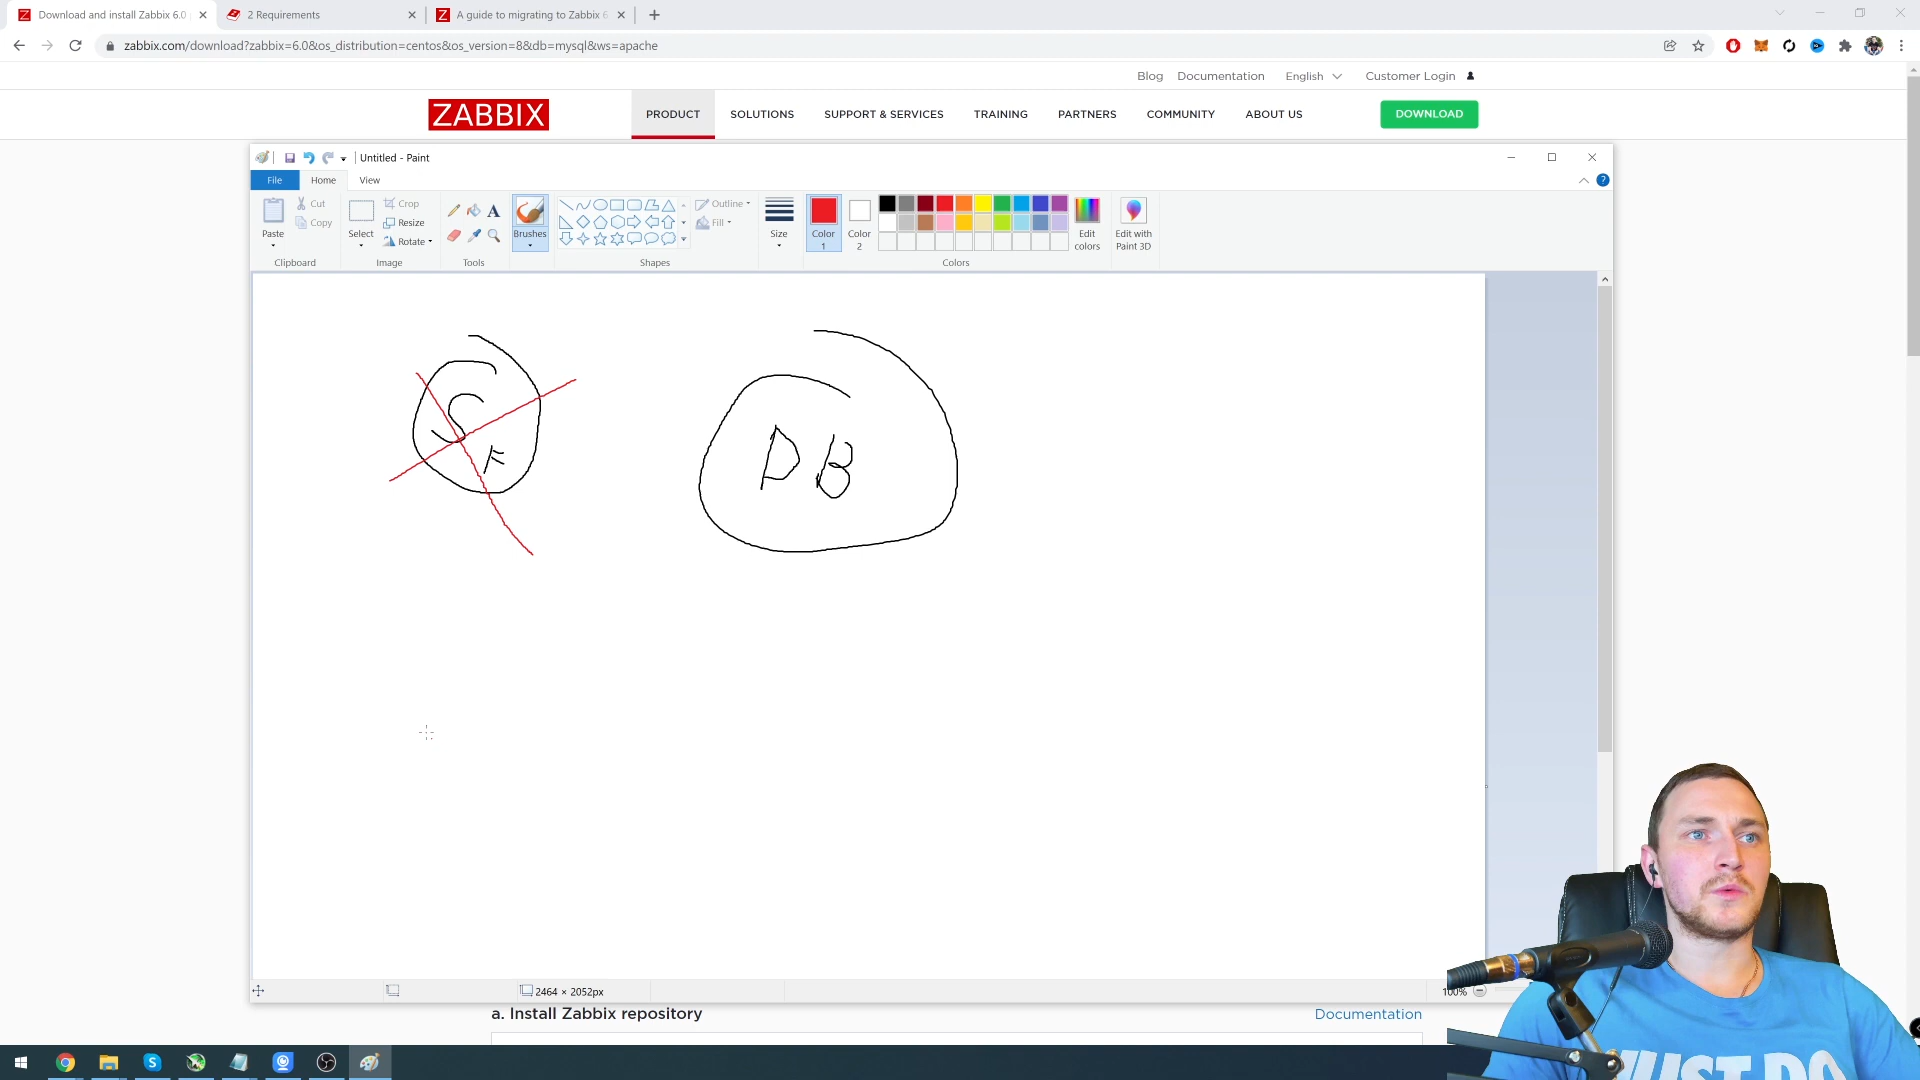 Download and install Zabbix 6.0
2 Requirements
A guide to migrating to Zabbix 6
zabbix.com/download?zabbix=6.0&os_distribution=centos&os_version=8&db=mysql&ws=apache
Blog Documentation English Customer Login
ZABBIX PRODUCT SOLUTIONS SUPPORT & SERVICES TRAINING PARTNERS COMMUNITY ABOUT US DOWNLOAD
Untitled - Paint
File Home View
Paste Cut Copy
Select Crop Resize Rotate
A
Brushes
Outline Fill
Size
Color 1
Color 2
Edit colors
Edit with Paint 3D
Clipboard Image Tools Shapes Colors
S
F
DB
2464 × 2052px
100%
a. Install Zabbix repository Documentation
JUST DO